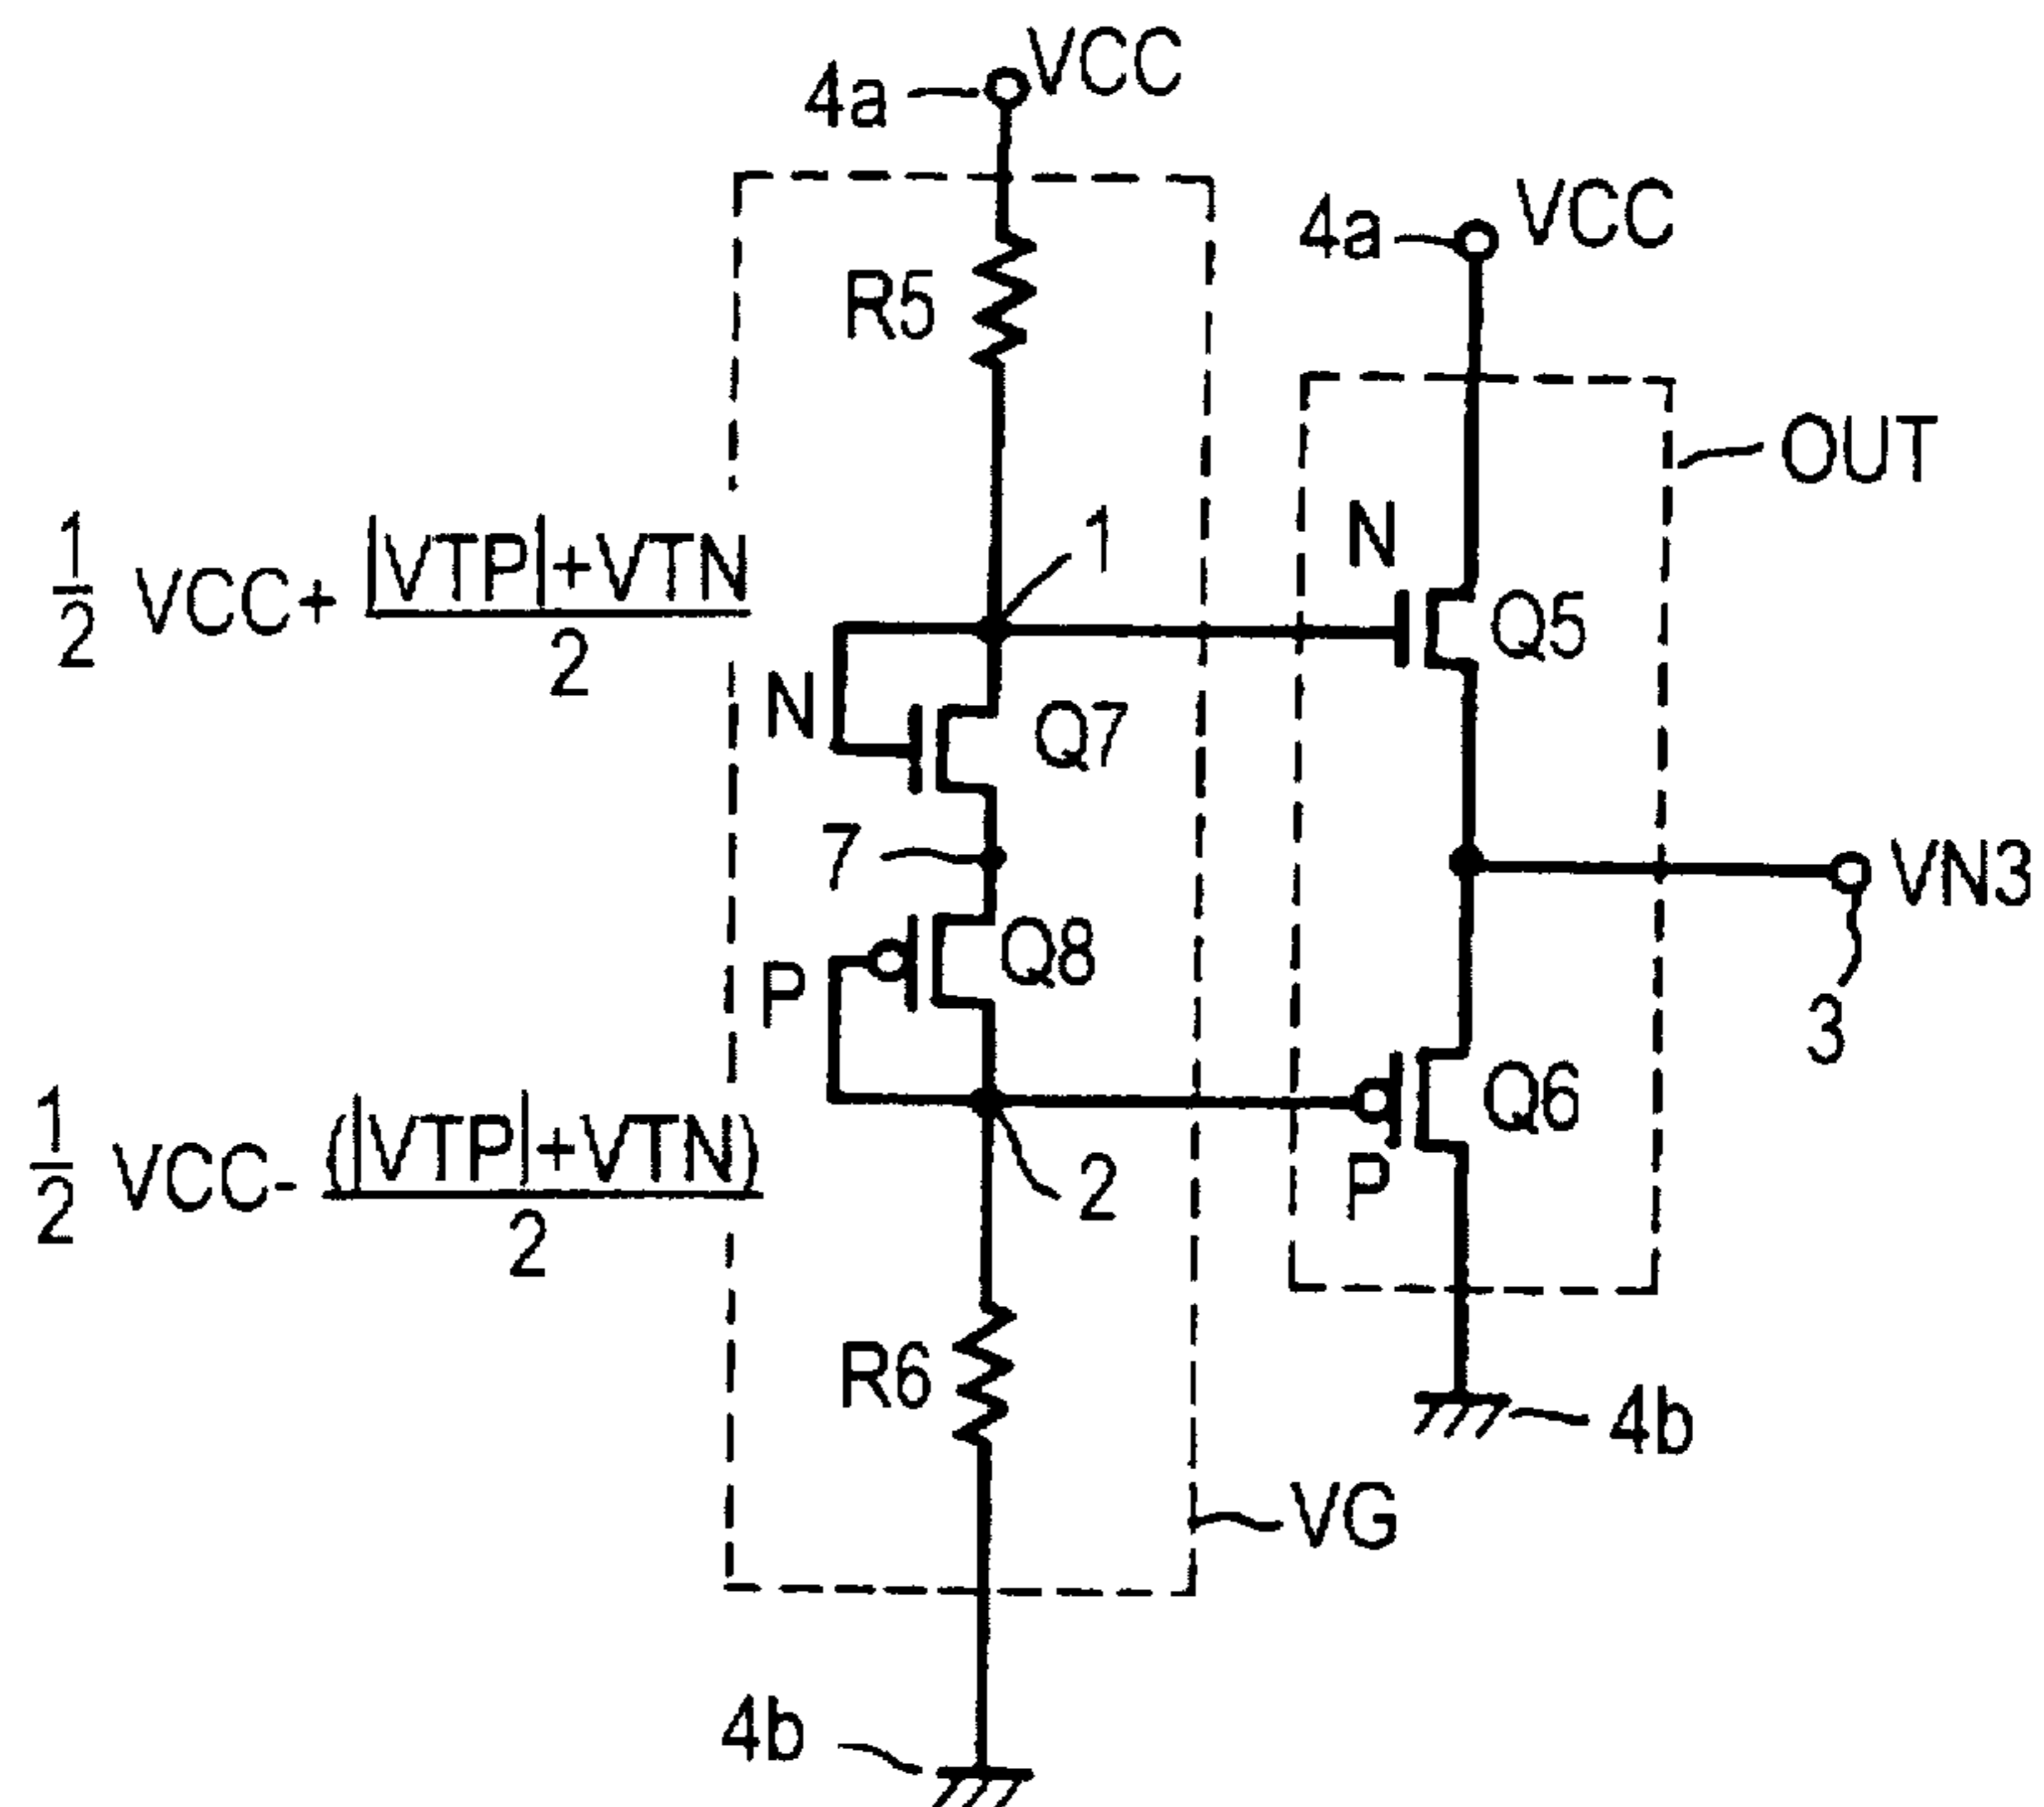 4a VCC
4a VCC
R5
OUT
N
1/2 VCC+ |VTP|+VTN/2
1
Q5
N
Q7
7
VN3
P
Q8
3
1/2 VCC- (|VTP|+VTN)/2
2
Q6
P
R6
4b
VG
4b